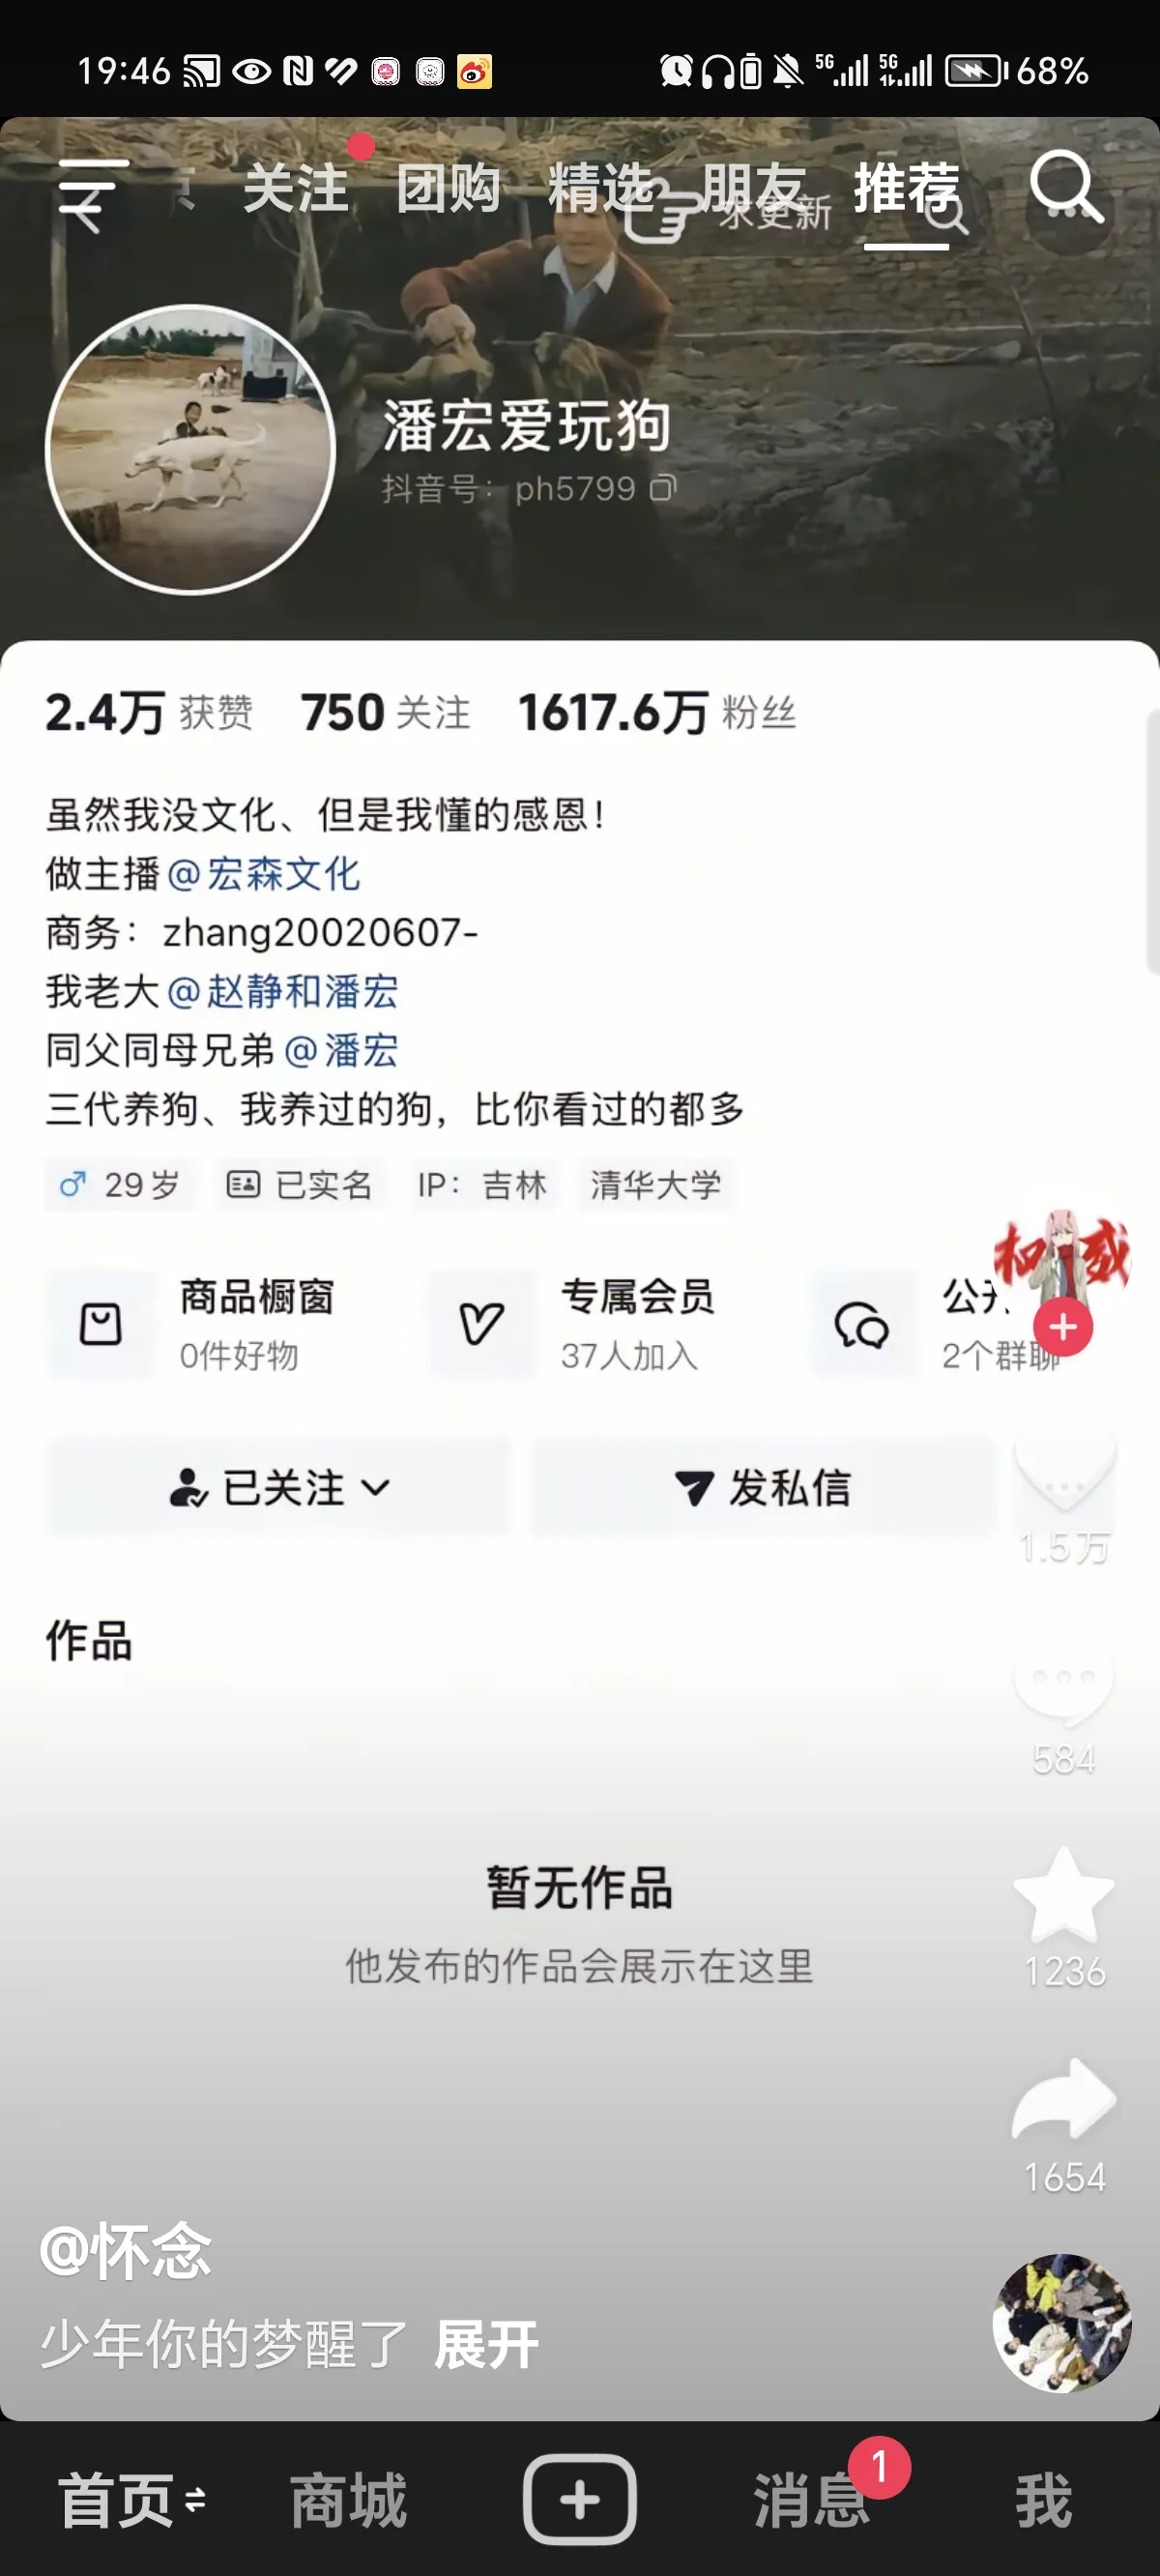 19:46
5G
5G
68%
关注
团购
精选
朋友
推荐
求更新
潘宏爱玩狗
抖音号：ph5799
2.4万 获赞 750 关注 1617.6万 粉丝
虽然我没文化、但是我懂的感恩！
做主播@宏森文化
商务：zhang20020607-
我老大@赵静和潘宏
同父同母兄弟@潘宏
三代养狗、我养过的狗，比你看过的都多
♂ 29岁 已实名 IP：吉林 清华大学
权威
商品橱窗
0件好物
专属会员
37人加入
公开
2个群聊
已关注
发私信
1.5万
作品
584
暂无作品
他发布的作品会展示在这里
1236
1654
@怀念
少年你的梦醒了 展开
首页
商城
消息
1
我